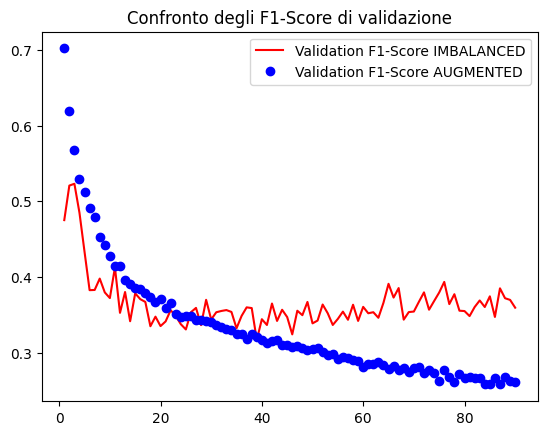 Confronto degli F1-Score di validazione
Validation F1-Score IMBALANCED
Validation F1-Score AUGMENTED
0.7
0.6
0.5
0.4
0.3
0 20 40 60 80